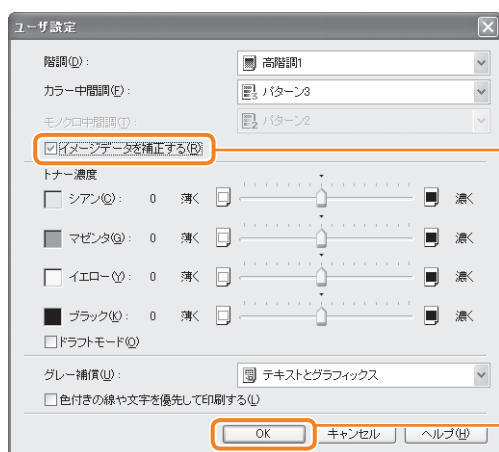 ユーザ設定
階調(D): 高階調1
カラー中間調(F): パターン3
モノクロ中間調(T): パターン2
イメージデータを補正する(R)
トナー濃度
シアン(C): 0 薄く 濃く
マゼンタ(G): 0 薄く 濃く
イエロー(Y): 0 薄く 濃く
ブラック(K): 0 薄く 濃く
ドラフトモード(O)
グレー補償(U): テキストとグラフィックス
色付きの線や文字を優先して印刷する(L)
OK キャンセル ヘルプ(H)